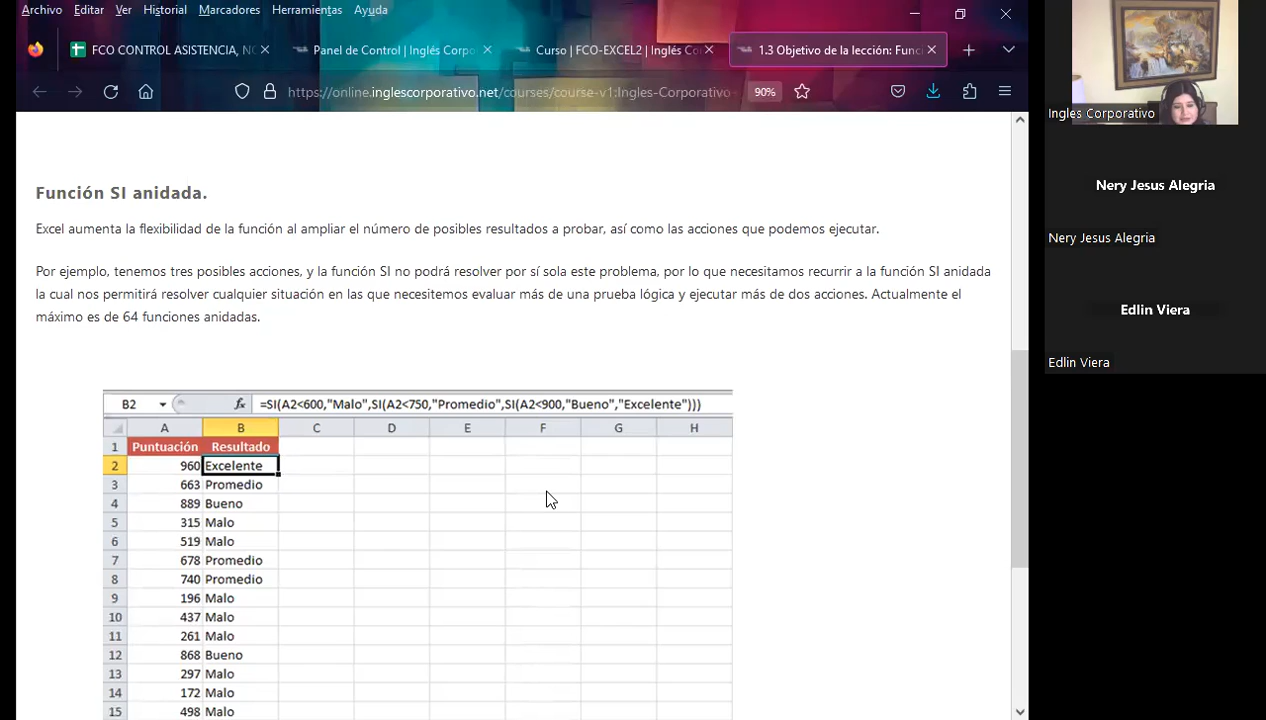 Archivo Editar Ver Historial Marcadores Herramientas Ayuda
FCO CONTROL ASISTENCIA, NO
Panel de Control | Inglés Corpo
Curso | FCO-EXCEL2 | Inglés Co
1.3 Objetivo de la lección: Func
https://online.inglescorporativo.net/courses/course-v1:Ingles-Corporativo
90%
Función SI anidada.
Excel aumenta la flexibilidad de la función al ampliar el número de posibles resultados a probar, así como las acciones que podemos ejecutar.
Por ejemplo, tenemos tres posibles acciones, y la función SI no podrá resolver por sí sola este problema, por lo que necesitamos recurrir a la función SI anidada
la cual nos permitirá resolver cualquier situación en las que necesitemos evaluar más de una prueba lógica y ejecutar más de dos acciones. Actualmente el
máximo es de 64 funciones anidadas.
B2 fx =SI(A2<600,"Malo",SI(A2<750,"Promedio",SI(A2<900,"Bueno","Excelente")))
A B C D E F G H
1 Puntuación Resultado
2 960 Excelente
3 663 Promedio
4 889 Bueno
5 315 Malo
6 519 Malo
7 678 Promedio
8 740 Promedio
9 196 Malo
10 437 Malo
11 261 Malo
12 868 Bueno
13 297 Malo
14 172 Malo
15 498 Malo
Ingles Corporativo
Nery Jesus Alegria
Nery Jesus Alegria
Edlin Viera
Edlin Viera